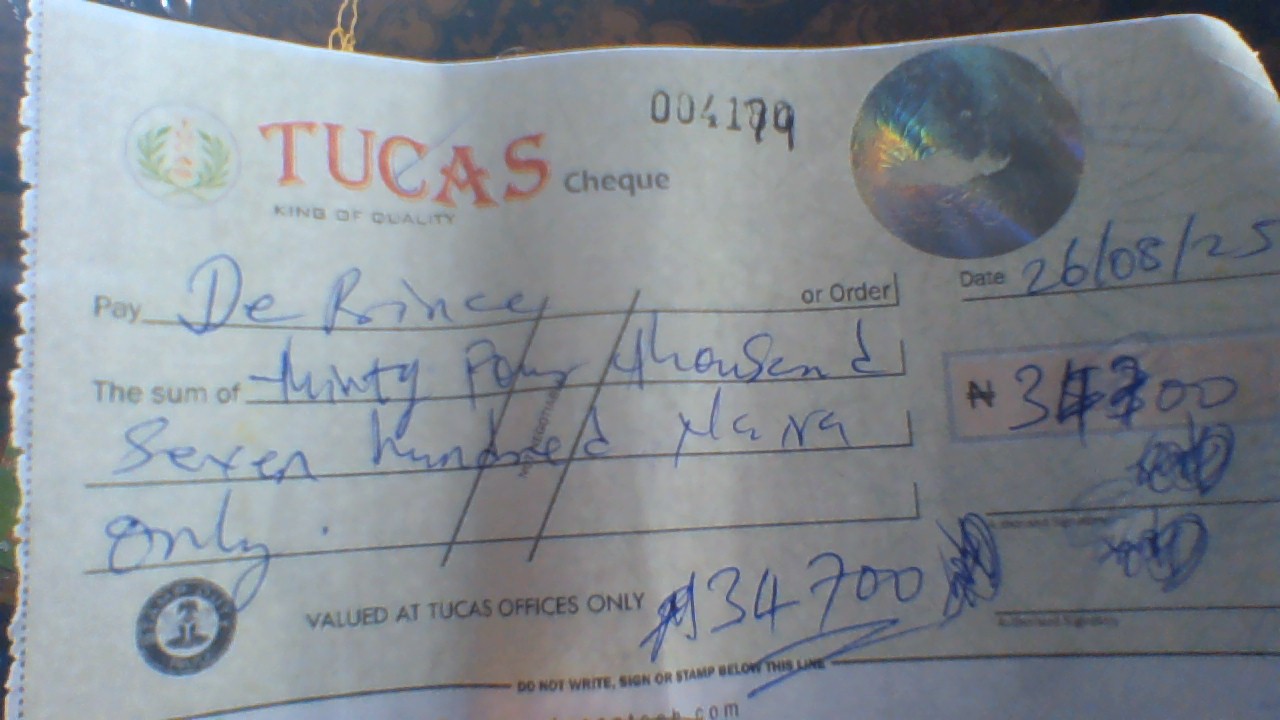 004179
TUCAS Cheque
KING OF QUALITY
Date 26/08/25
Pay De Prince or Order
The sum of thirty four thousand
₦ 34700
Seven hundred Naira
only.
VALUED AT TUCAS OFFICES ONLY
₦34700
DO NOT WRITE, SIGN OR STAMP BELOW THIS LINE